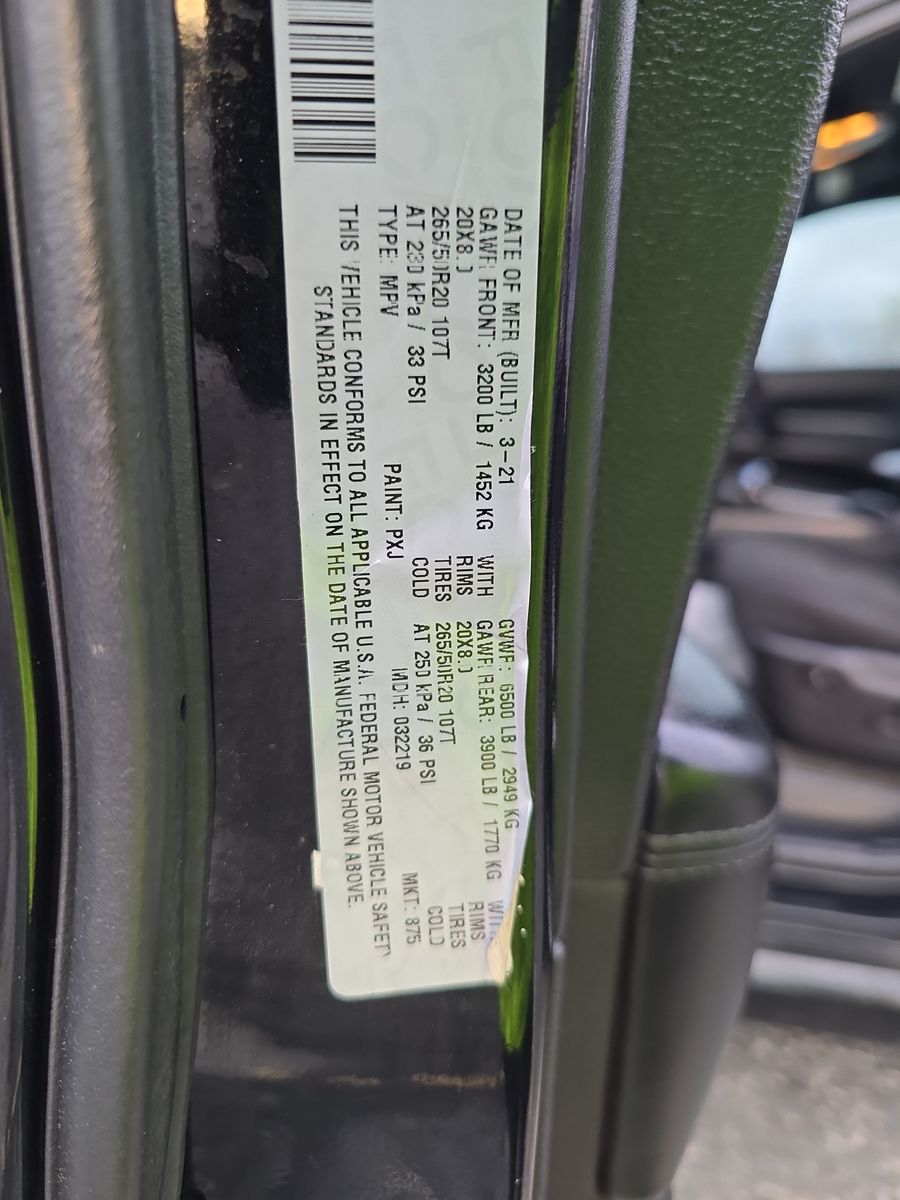 DATE OF MFR (BUILT): 3-21 GVWR: 6500 LB / 2949 KG
GAWR FRONT: 3200 LB / 1452 KG WITH GAWR REAR: 3900 LB / 1770 KG WITH
20X8.0 RIMS 20X8.0 RIMS
265/50R20 107T TIRES 265/50R20 107T TIRES
AT 230 kPa / 33 PSI COLD AT 250 kPa / 36 PSI COLD
TYPE: MPV PAINT: PXJ MDH: 032219 MKT: 875
THIS VEHICLE CONFORMS TO ALL APPLICABLE U.S.A. FEDERAL MOTOR VEHICLE SAFETY
STANDARDS IN EFFECT ON THE DATE OF MANUFACTURE SHOWN ABOVE.